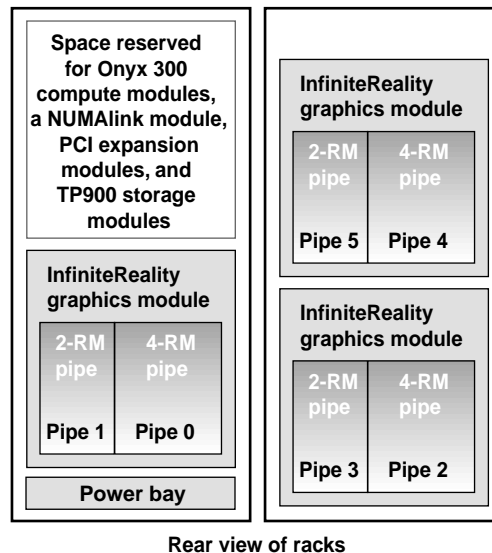 Space reserved
for Onyx 300
compute modules,
a NUMAlink module,
PCI expansion
modules, and
TP900 storage
modules
InfiniteReality
graphics module
2-RM
pipe
Pipe 1
4-RM
pipe
Pipe 0
Power bay
InfiniteReality
graphics module
2-RM
pipe
Pipe 5
4-RM
pipe
Pipe 4
InfiniteReality
graphics module
2-RM
pipe
Pipe 3
4-RM
pipe
Pipe 2
Rear view of racks